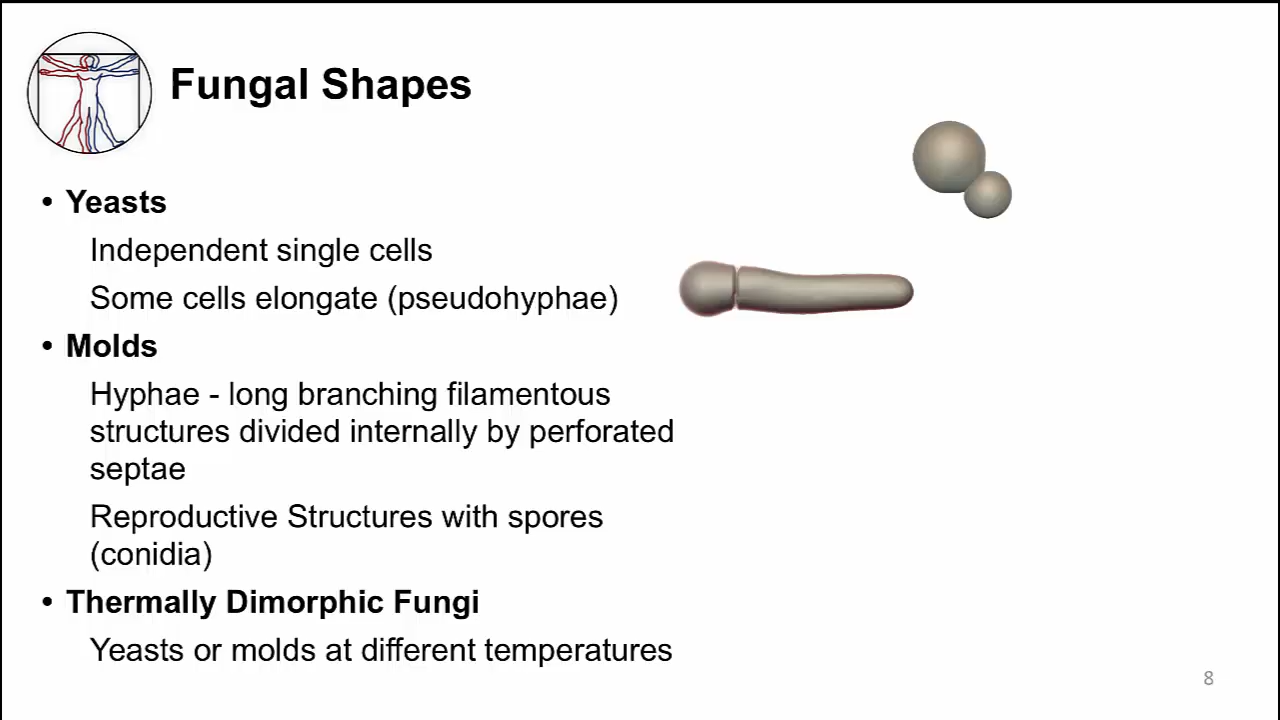 Fungal Shapes
• Yeasts
Independent single cells
Some cells elongate (pseudohyphae)
• Molds
Hyphae - long branching filamentous
structures divided internally by perforated
septae
Reproductive Structures with spores
(conidia)
• Thermally Dimorphic Fungi
Yeasts or molds at different temperatures
8